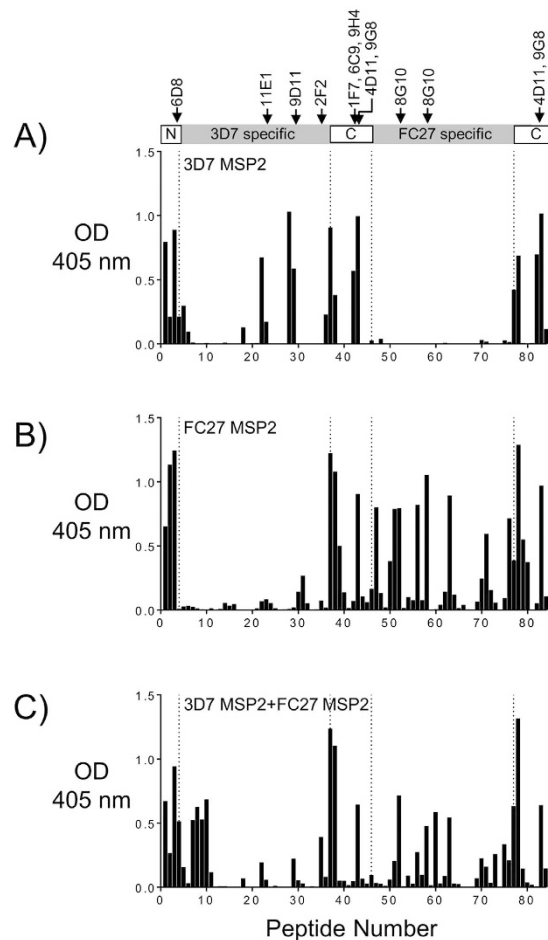 6D8
11E1
9D11
2F2
1F7, 6C9, 9H4
4D11, 9G8
8G10
8G10
4D11, 9G8
A)
N 3D7 specific C FC27 specific C
3D7 MSP2
OD
405 nm
1.5
1.0
0.5
0.0
0 10 20 30 40 50 60 70 80
B)
FC27 MSP2
OD
405 nm
1.5
1.0
0.5
0.0
0 10 20 30 40 50 60 70 80
C)
3D7 MSP2+FC27 MSP2
OD
405 nm
1.5
1.0
0.5
0.0
0 10 20 30 40 50 60 70 80
Peptide Number